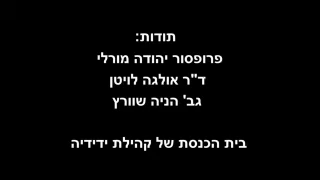 תודות:
פרופסור יהודה מורלי
ד"ר אולגה לויטן
גב' הניה שוורץ
בית הכנסת של קהילת ידידיה